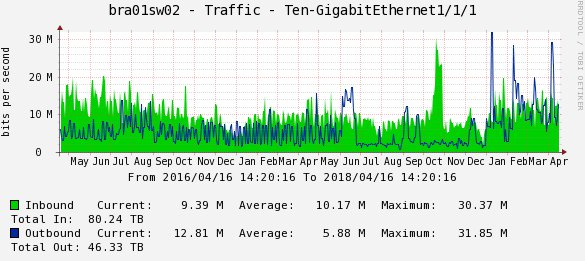 bra01sw02 - Traffic - Ten-GigabitEthernet1/1/1
RRDTOOL / TOBI OETIKER
bits per second
30 M
20 M
10 M
0
May Jun Jul Aug Sep Oct Nov Dec Jan Feb Mar Apr May Jun Jul Aug Sep Oct Nov Dec Jan Feb Mar Apr
From 2016/04/16 14:20:16 To 2018/04/16 14:20:16
Inbound Current: 9.39 M Average: 10.17 M Maximum: 30.37 M
Total In: 80.24 TB
Outbound Current: 12.81 M Average: 5.88 M Maximum: 31.85 M
Total Out: 46.33 TB